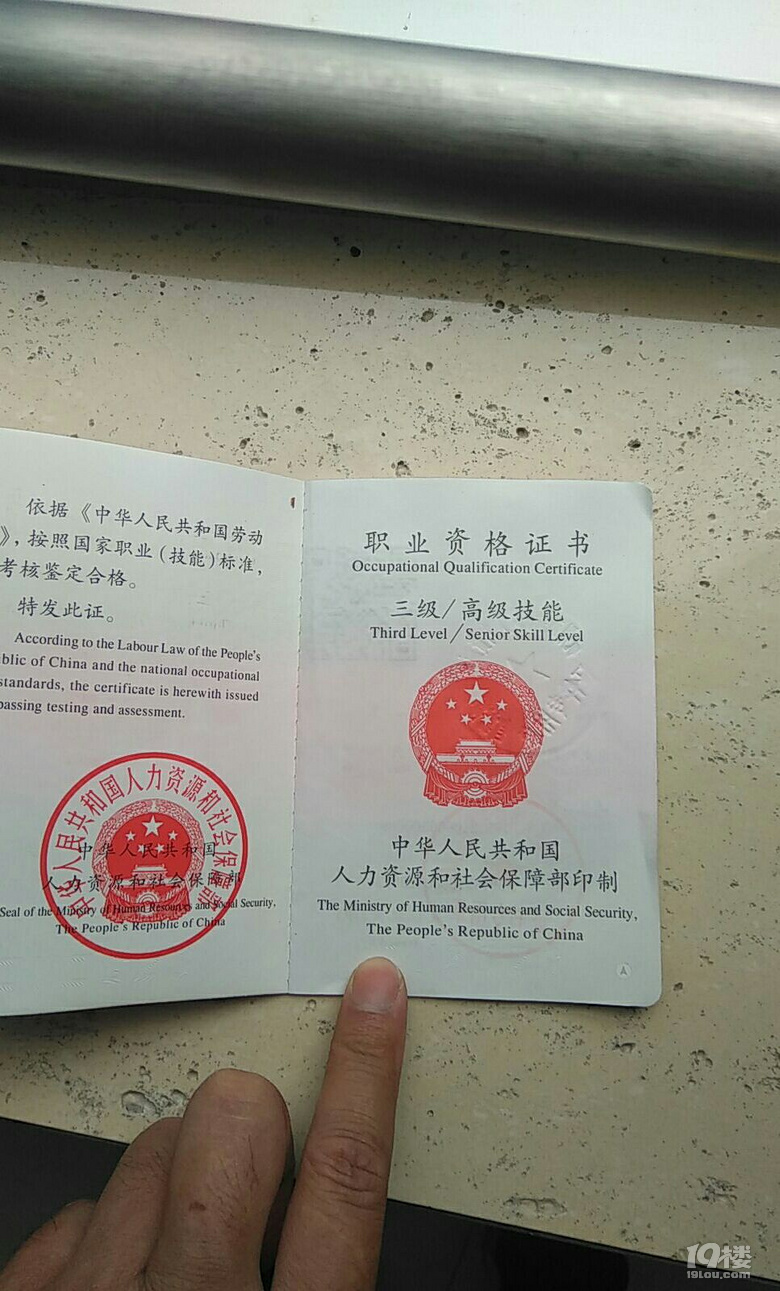 依据《中华人民共和国劳动
》，按照国家职业（技能）标准，
考核鉴定合格。
特发此证。
According to the Labour Law of the People's
blic of China and the national occupational
standards, the certificate is herewith issued
passing testing and assessment.
中华人民共和国人力资源和社会保障部
中华人民共和国
人力资源和社会保障部
Seal of the Ministry of Human Resources and Social Security,
The People's Republic of China
职业资格证书
Occupational Qualification Certificate
三级/高级技能
Third Level/Senior Skill Level
中华人民共和国
人力资源和社会保障部印制
The Ministry of Human Resources and Social Security,
The People's Republic of China
A
19楼
19lou.com